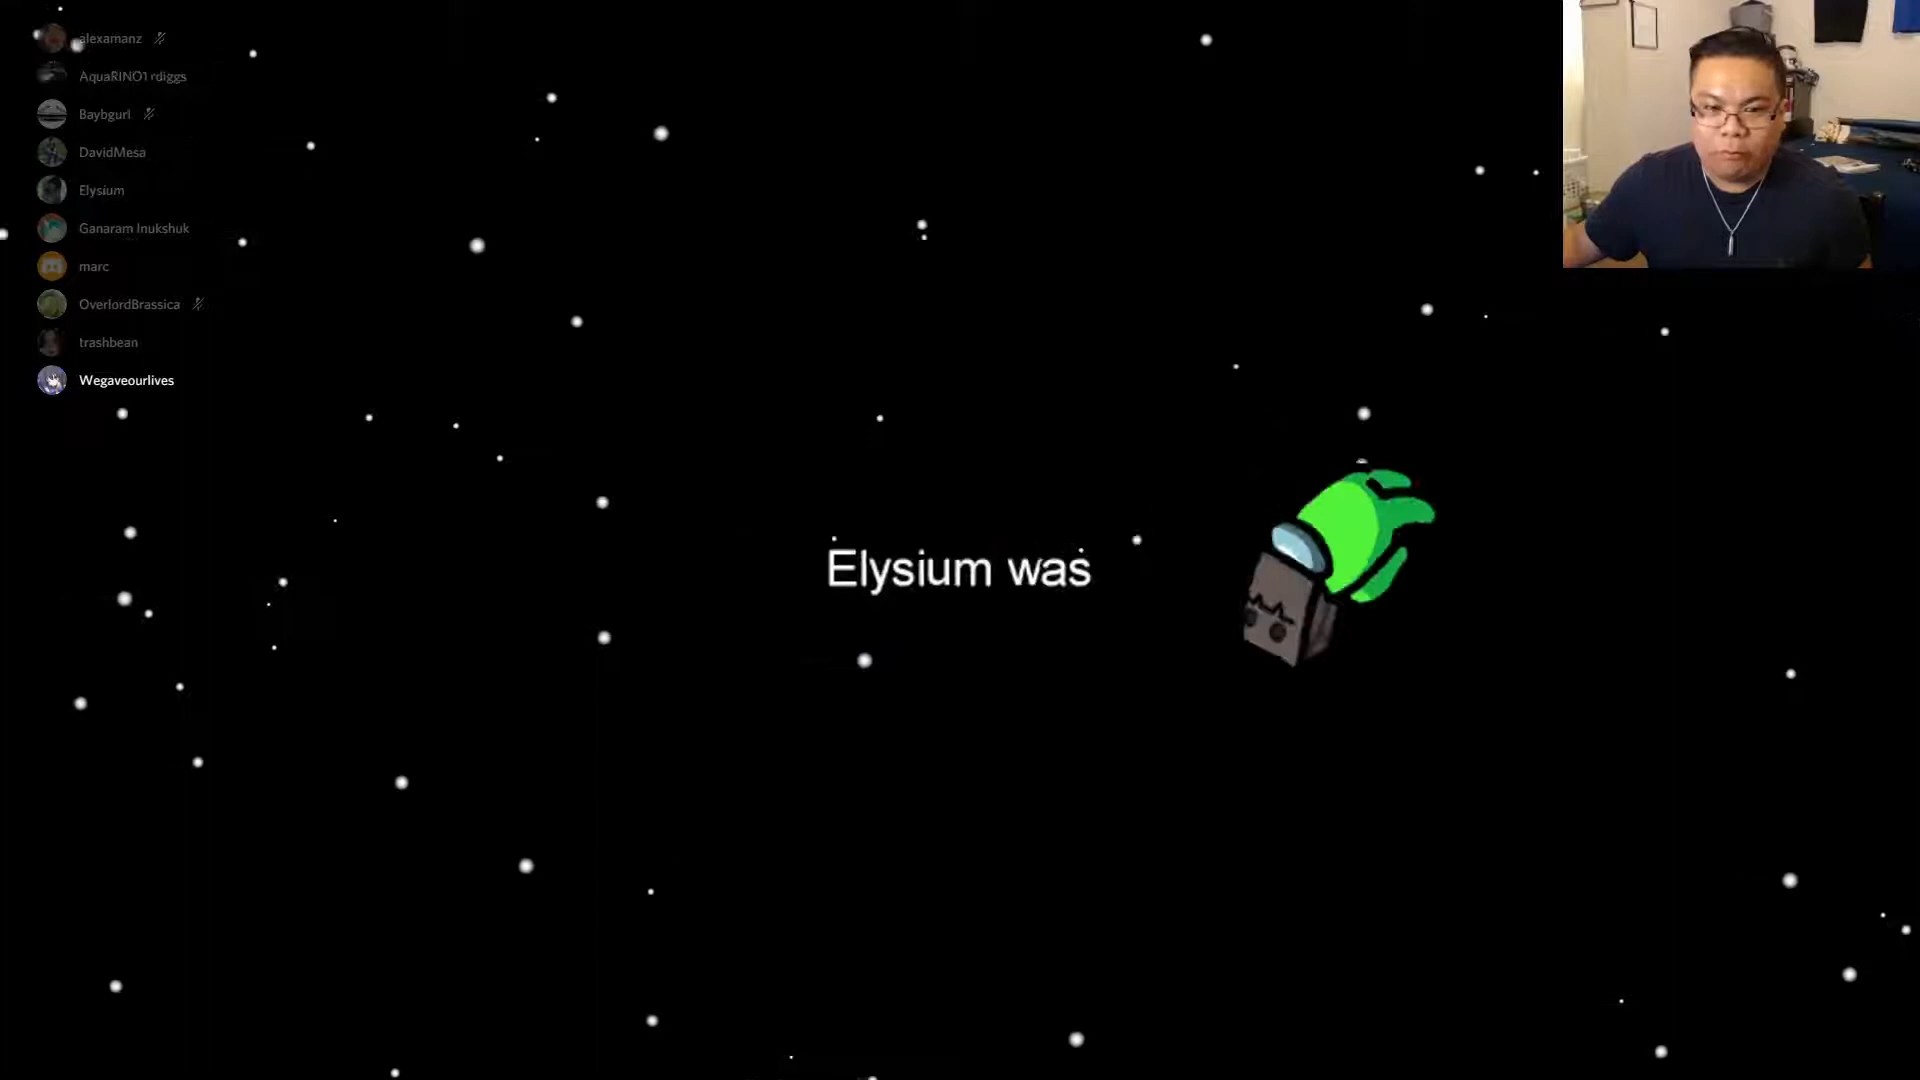 alexamanz
AquaRINO1 rdiggs
Baybgurl
DavidMesa
Elysium
Ganaram Inukshuk
marc
OverlordBrassica
trashbean
Wegaveourlives
Elysium was